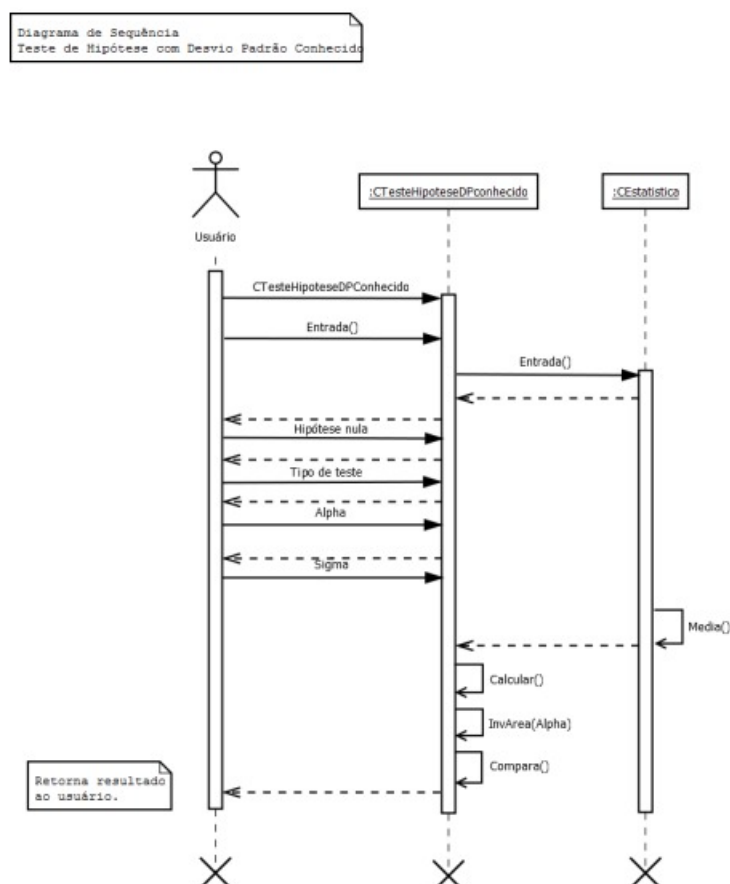 Diagrama de Sequência
Teste de Hipótese com Desvio Padrão Conhecido
:CTesteHipoteseDPconhecido
:CEstatistica
Usuário
CTesteHipoteseDPConhecido
Entrada()
Entrada()
Hipótese nula
Tipo de teste
Alpha
Sigma
Media()
Calcular()
InvArea(Alpha)
Compara()
Retorna resultado
ao usuário.